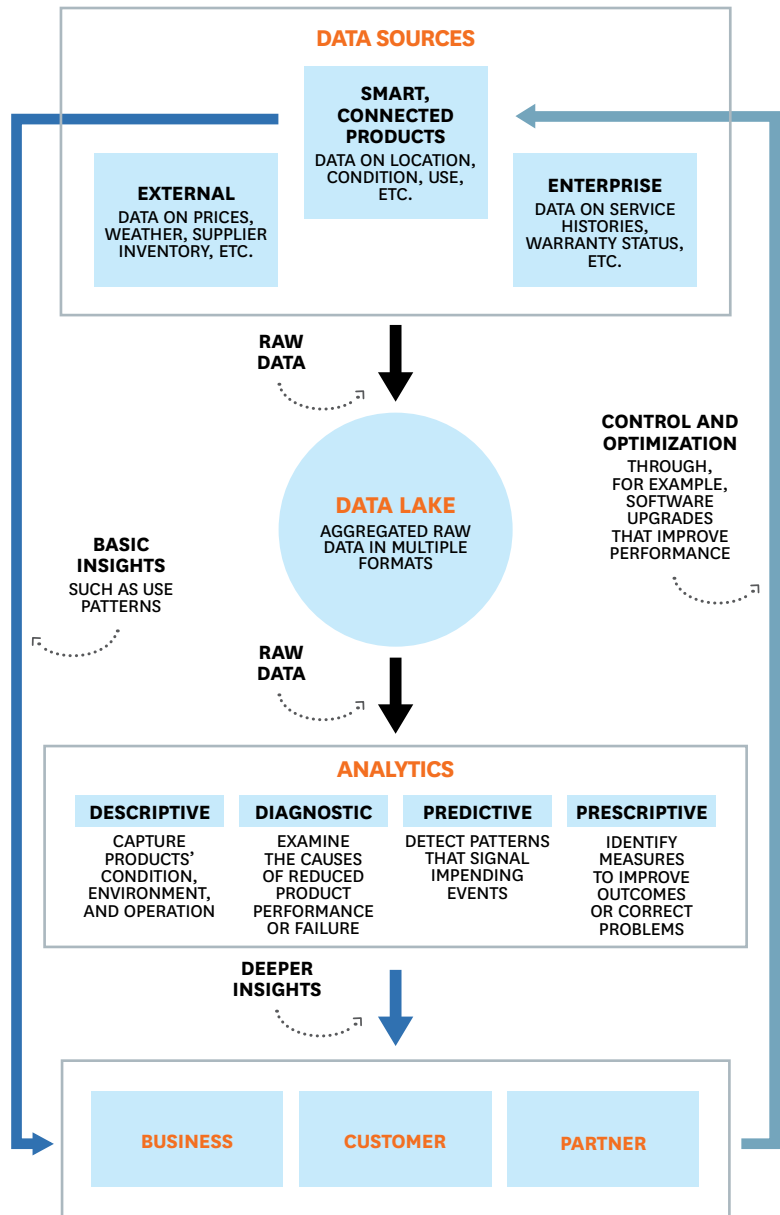 DATA SOURCES
SMART,
CONNECTED
PRODUCTS
DATA ON LOCATION,
CONDITION, USE,
ETC.
EXTERNAL
DATA ON PRICES,
WEATHER, SUPPLIER
INVENTORY, ETC.
ENTERPRISE
DATA ON SERVICE
HISTORIES,
WARRANTY STATUS,
ETC.
RAW
DATA
DATA LAKE
AGGREGATED RAW
DATA IN MULTIPLE
FORMATS
CONTROL AND
OPTIMIZATION
THROUGH,
FOR EXAMPLE,
SOFTWARE
UPGRADES
THAT IMPROVE
PERFORMANCE
BASIC
INSIGHTS
SUCH AS USE
PATTERNS
RAW
DATA
ANALYTICS
DESCRIPTIVE
CAPTURE
PRODUCTS’
CONDITION,
ENVIRONMENT,
AND OPERATION
DIAGNOSTIC
EXAMINE
THE CAUSES
OF REDUCED
PRODUCT
PERFORMANCE
OR FAILURE
PREDICTIVE
DETECT PATTERNS
THAT SIGNAL
IMPENDING
EVENTS
PRESCRIPTIVE
IDENTIFY
MEASURES
TO IMPROVE
OUTCOMES
OR CORRECT
PROBLEMS
DEEPER
INSIGHTS
BUSINESS
CUSTOMER
PARTNER